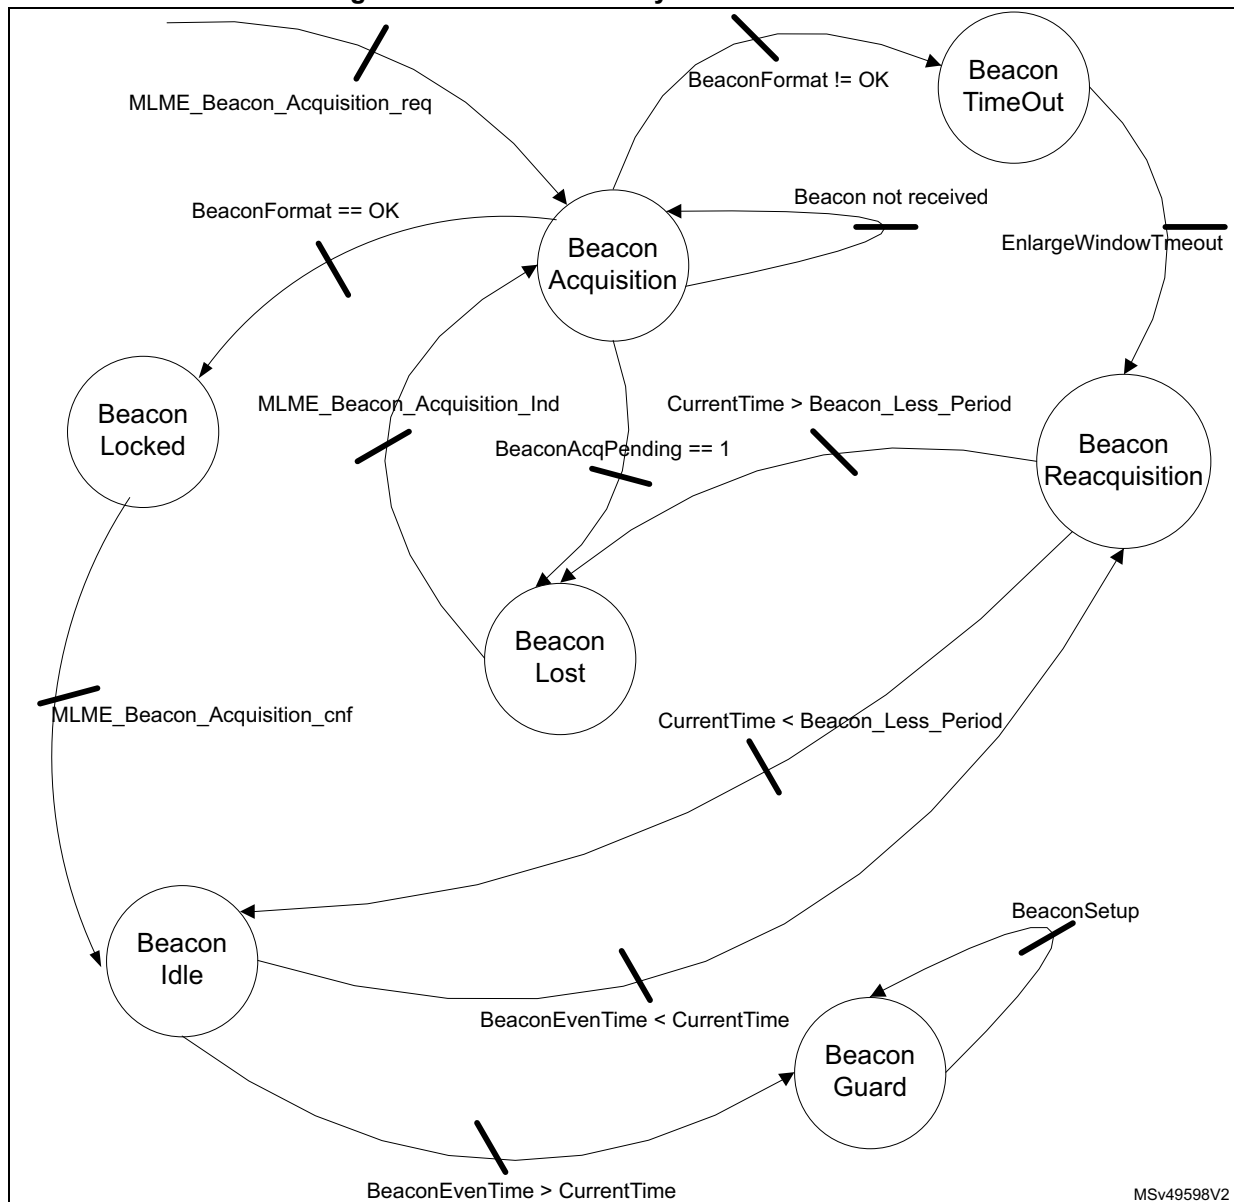 BeaconFormat != OK
Beacon
TimeOut
MLME_Beacon_Acquisition_req
Beacon not received
BeaconFormat == OK
EnlargeWindowTmeout
Beacon
Acquisition
MLME_Beacon_Acquisition_Ind
CurrentTime > Beacon_Less_Period
Beacon
Locked
BeaconAcqPending == 1
Beacon
Reacquisition
Beacon
Lost
MLME_Beacon_Acquisition_cnf
CurrentTime < Beacon_Less_Period
BeaconSetup
Beacon
Idle
BeaconEvenTime < CurrentTime
Beacon
Guard
BeaconEvenTime > CurrentTime
MSv49598V2